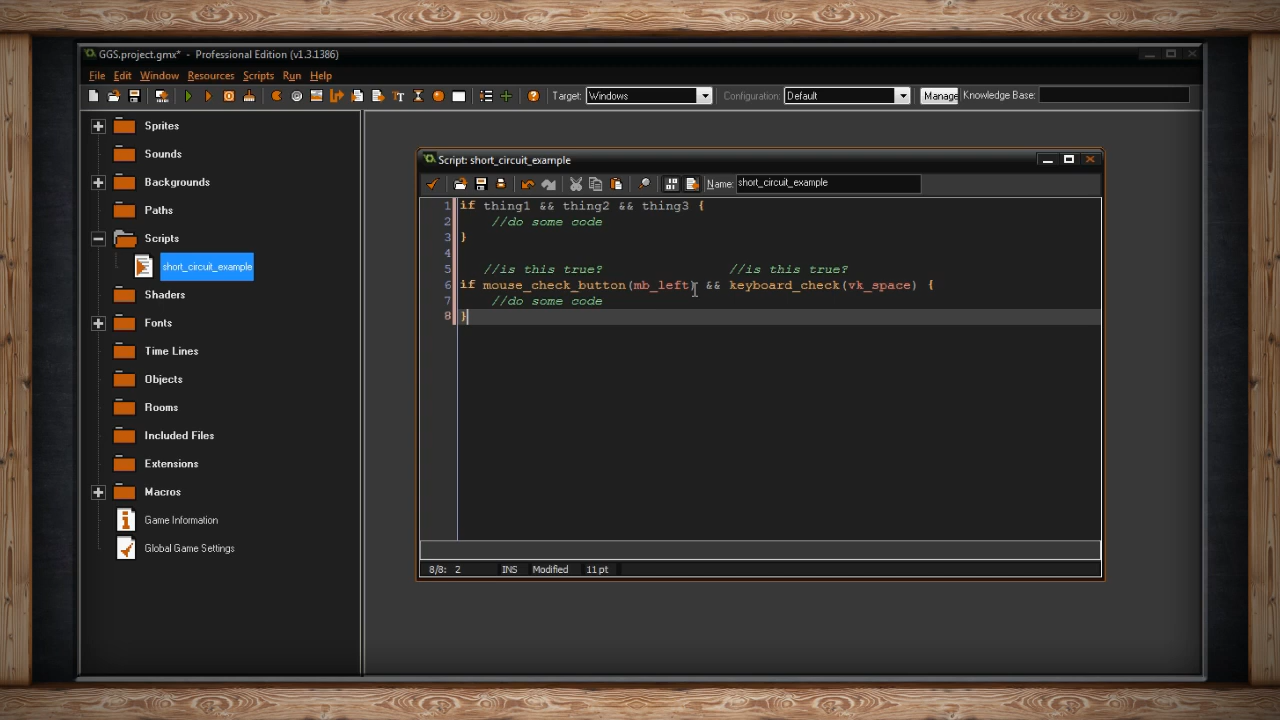 GGS.project.gmx* - Professional Edition (v1.3.1386)
File Edit Window Resources Scripts Run Help
Target: Windows Configuration: Default Manage Knowledge Base:
Sprites
Sounds
Backgrounds
Paths
Scripts
short_circuit_example
Shaders
Fonts
Time Lines
Objects
Rooms
Included Files
Extensions
Macros
Game Information
Global Game Settings
Script: short_circuit_example
Name: short_circuit_example
1 if thing1 && thing2 && thing3 {
2 //do some code
3 }
4
5 //is this true? //is this true?
6 if mouse_check_button(mb_left) && keyboard_check(vk_space) {
7 //do some code
8 }
8/8: 2 INS Modified 11 pt